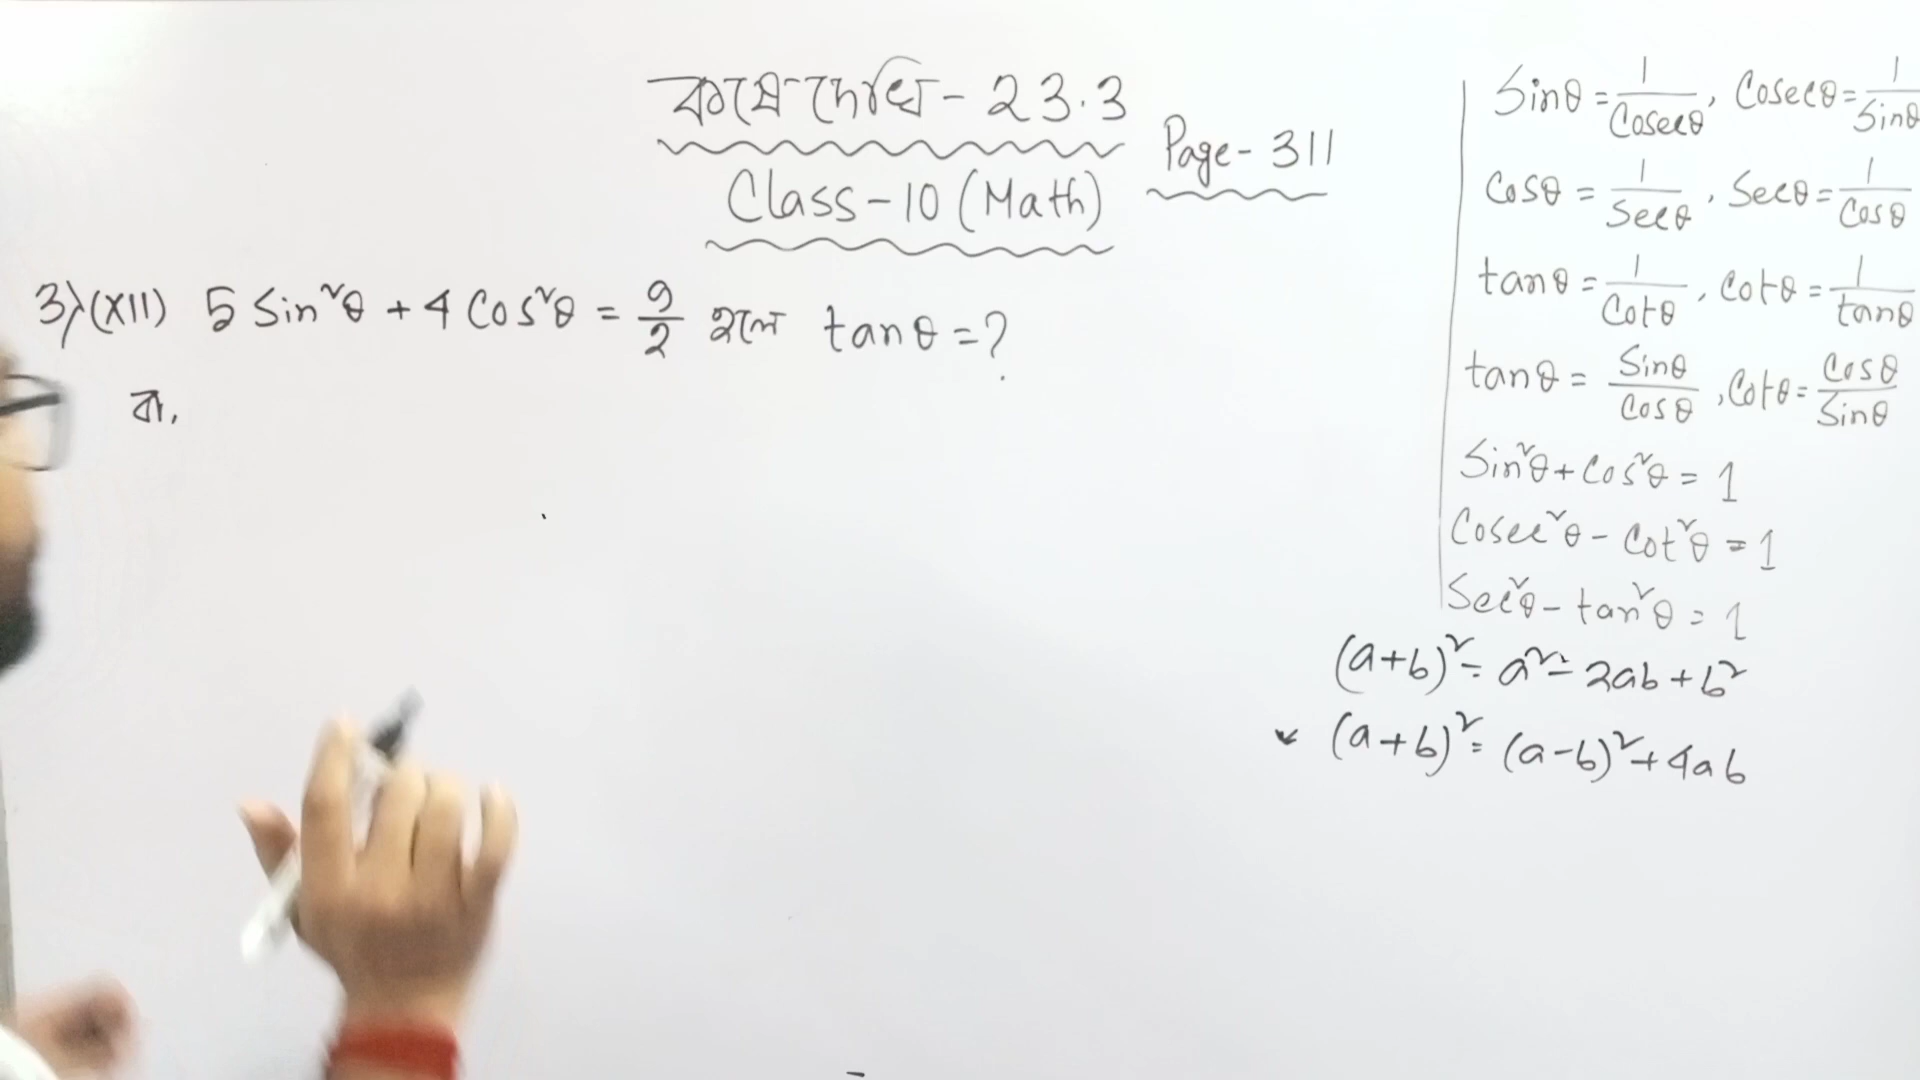 কষে দেখি - 23.3
Class - 10 (Math)
Page - 311
3) (XII) 5 Sin²θ + 4 Cos²θ = 9/2 হলে tan θ = ?
বা,
Sinθ = 1/Cosecθ, Cosecθ = 1/Sinθ
Cosθ = 1/Secθ, Secθ = 1/Cosθ
tanθ = 1/Cotθ, Cotθ = 1/tanθ
tanθ = Sinθ/Cosθ, Cotθ = Cosθ/Sinθ
Sin²θ + Cos²θ = 1
Cosec²θ - Cot²θ = 1
Sec²θ - tan²θ = 1
(a+b)² = a² - 2ab + b²
(a+b)² = (a-b)² + 4ab